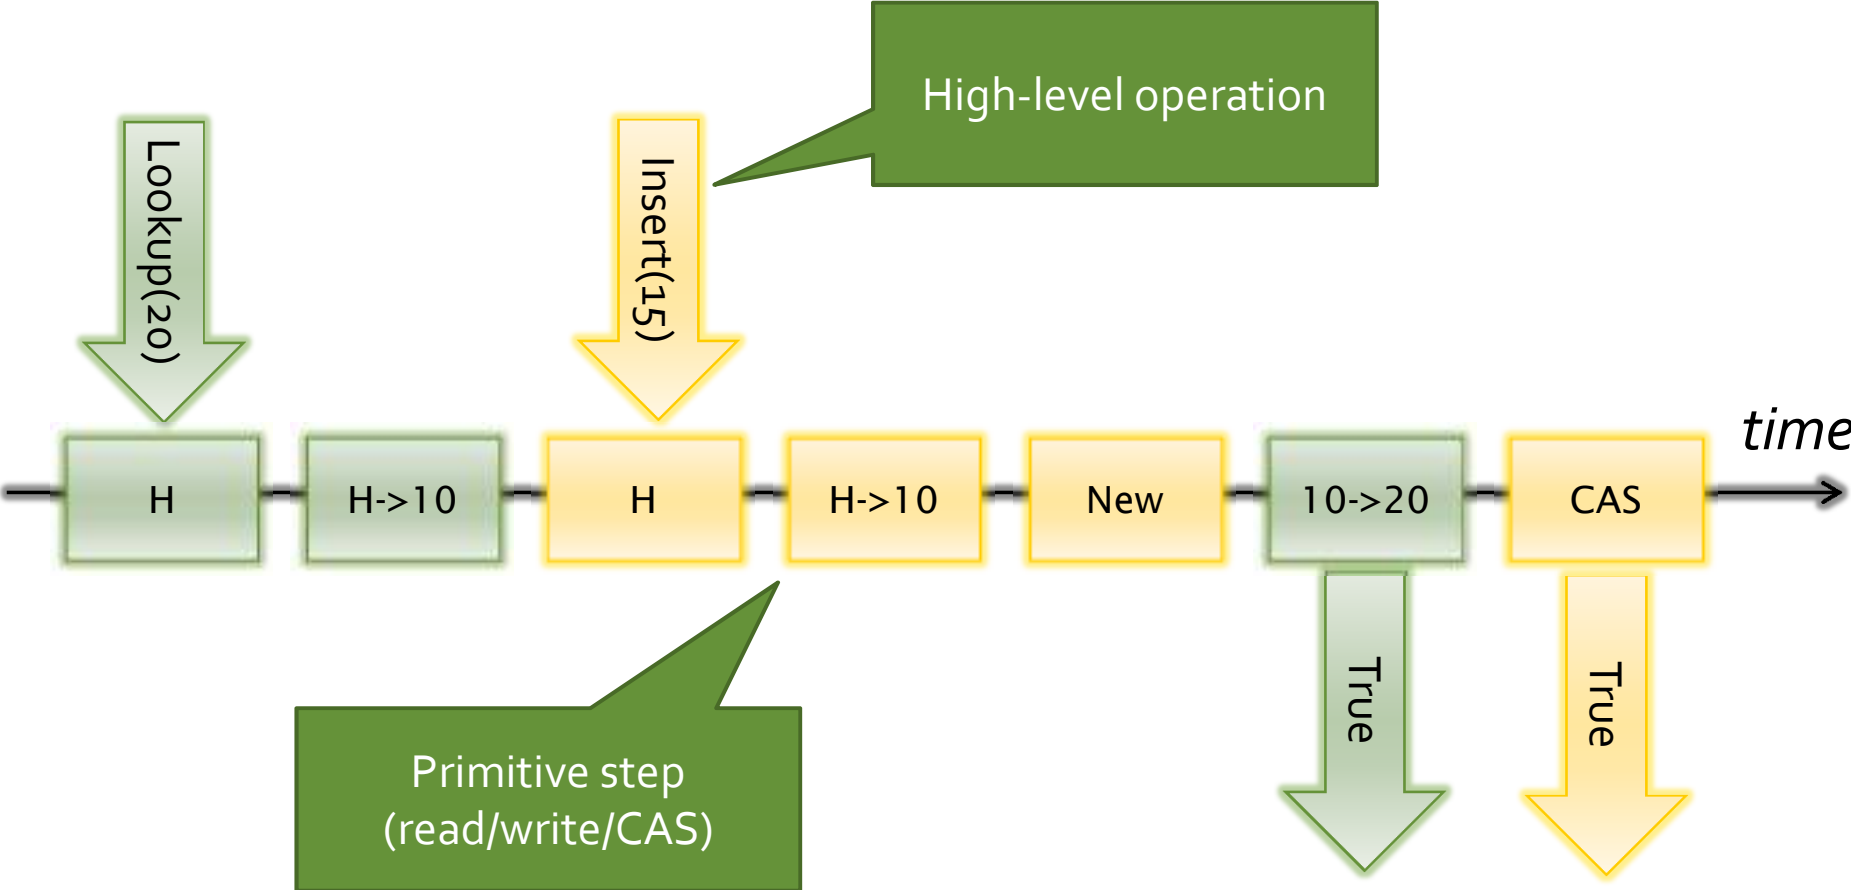 High-level operation
Lookup(20)
Insert(15)
time
H
H->10
H
H->10
New
10->20
CAS
True
True
Primitive step
(read/write/CAS)